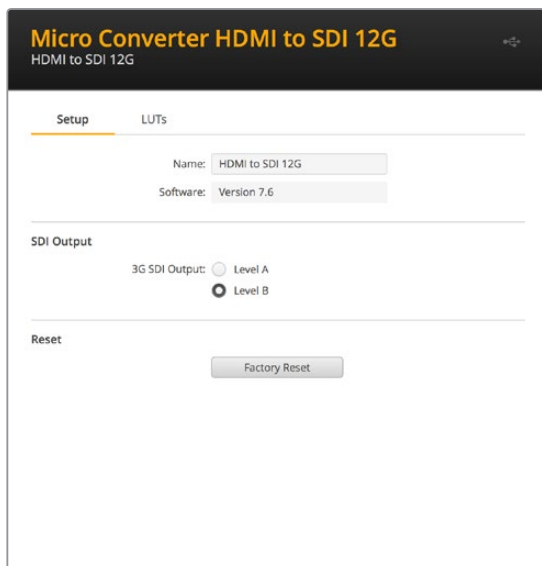 Micro Converter HDMI to SDI 12G
HDMI to SDI 12G
Setup LUTs
Name: HDMI to SDI 12G
Software: Version 7.6
SDI Output
3G SDI Output: Level A
Level B
Reset
Factory Reset